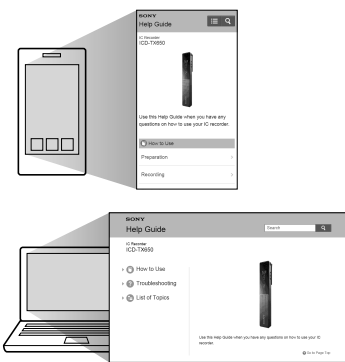 SONY
Help Guide
IC Recorder
ICD-TX650
Use this Help Guide when you have any
questions on how to use your IC recorder.
How to Use
Preparation
Recording
SONY
Help Guide
Search
IC Recorder
ICD-TX650
How to Use
Troubleshooting
List of Topics
Use this Help Guide when you have any questions on how to use your IC
recorder.
Go to Page Top